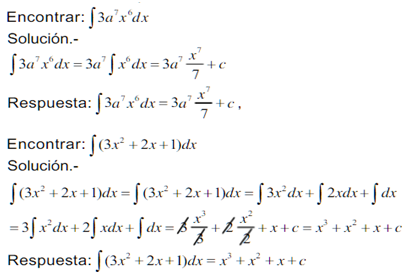 Encontrar: ∫3a⁷x⁶dx
Solución.-
∫3a⁷x⁶dx = 3a⁷∫x⁶dx = 3a⁷ x⁷/7 + c
Respuesta: ∫3a⁷x⁶dx = 3a⁷ x⁷/7 + c ,
Encontrar: ∫(3x² + 2x + 1)dx
Solución.-
∫(3x² + 2x + 1)dx = ∫(3x² + 2x + 1)dx = ∫3x²dx + ∫2xdx + ∫dx
= 3∫x²dx + 2∫xdx + ∫dx = 3 x³/3 + 2 x²/2 + x + c = x³ + x² + x + c
Respuesta: ∫(3x² + 2x + 1)dx = x³ + x² + x + c